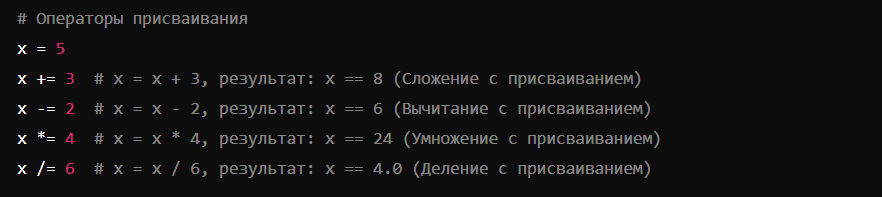 # Операторы присваивания
x = 5
x += 3  # x = x + 3, результат: x == 8 (Сложение с присваиванием)
x -= 2  # x = x - 2, результат: x == 6 (Вычитание с присваиванием)
x *= 4  # x = x * 4, результат: x == 24 (Умножение с присваиванием)
x /= 6  # x = x / 6, результат: x == 4.0 (Деление с присваиванием)